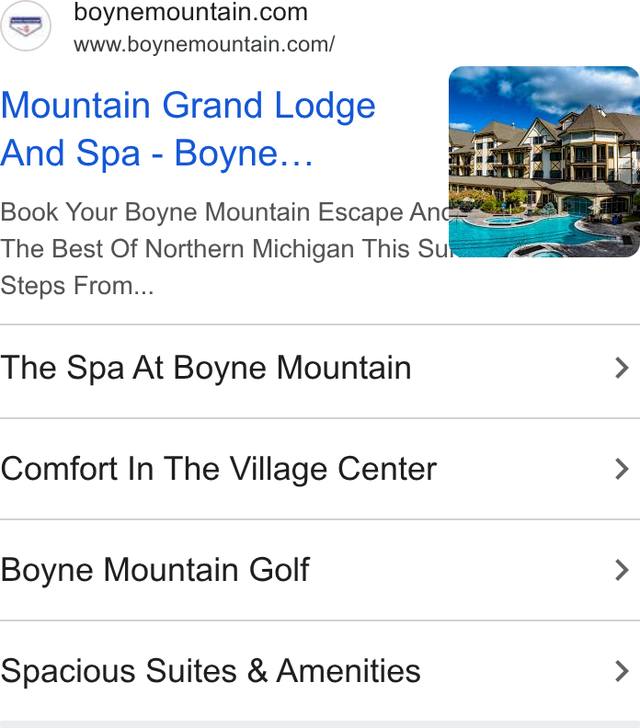 boynemountain.com
www.boynemountain.com/
Mountain Grand Lodge
And Spa - Boyne...
Book Your Boyne Mountain Escape And
The Best Of Northern Michigan This
Steps From...
The Spa At Boyne Mountain
Comfort In The Village Center
Boyne Mountain Golf
Spacious Suites & Amenities